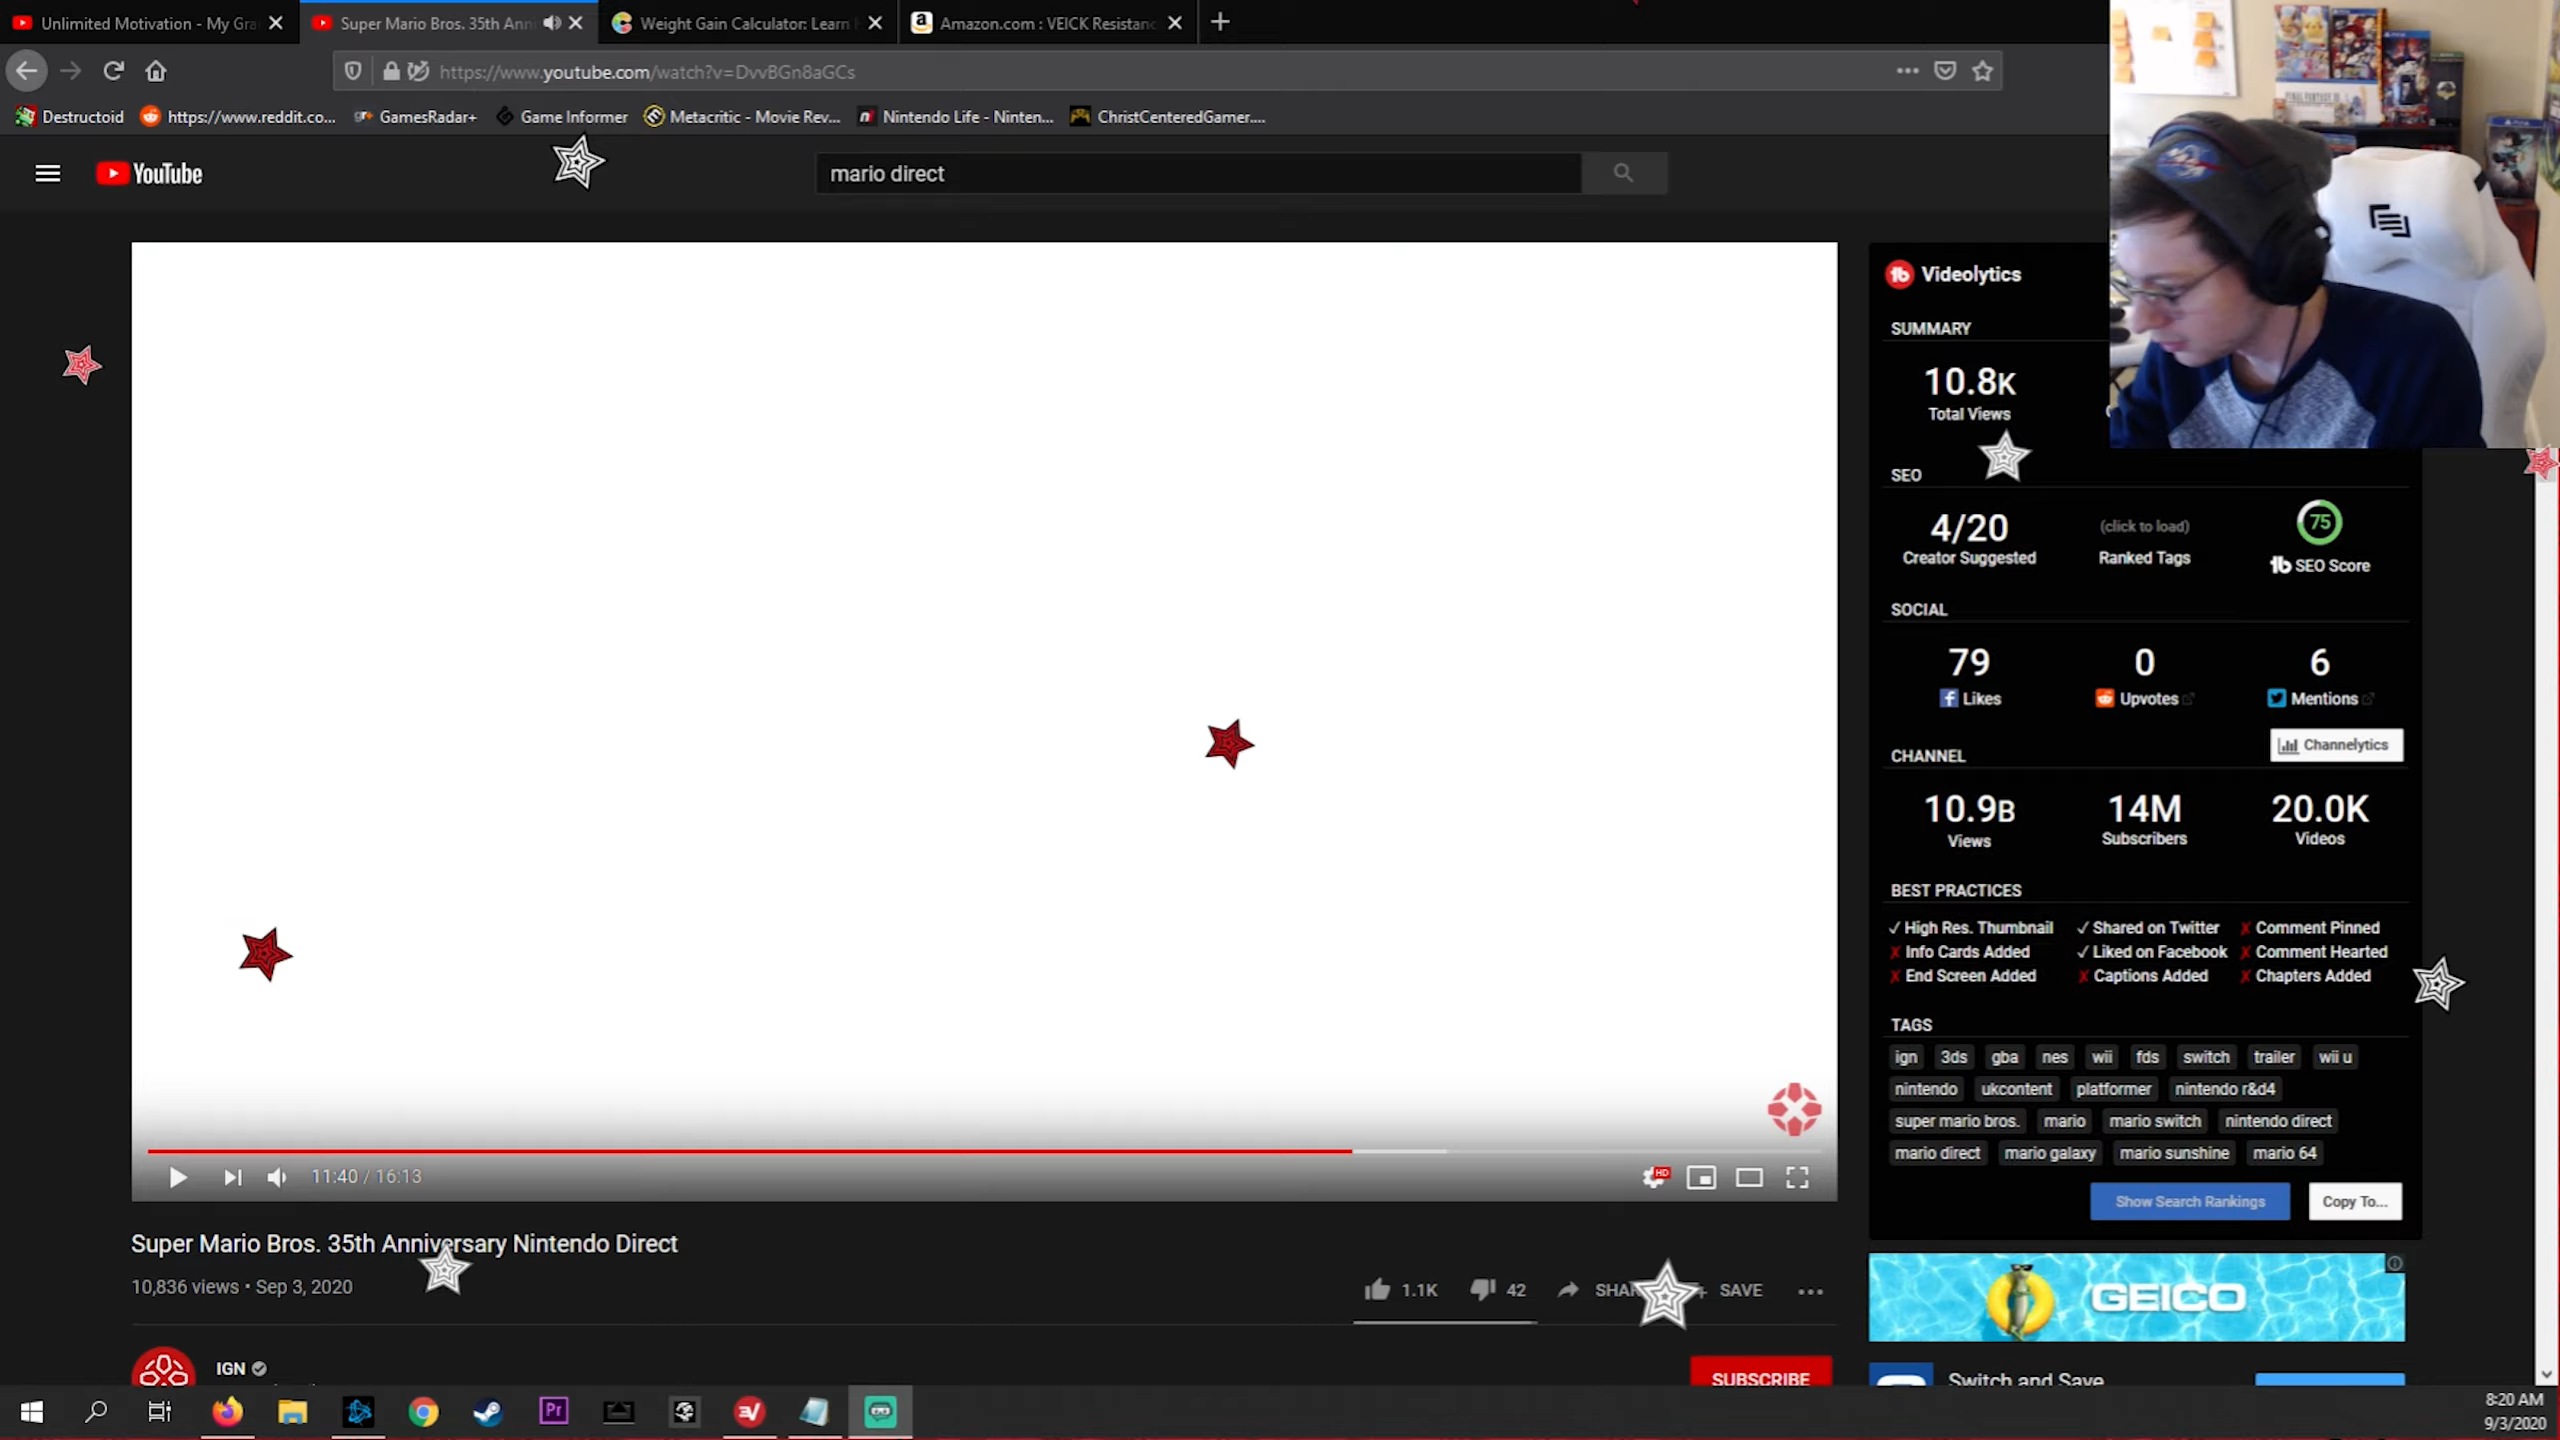 Unlimited Motivation - My Gra
Super Mario Bros. 35th Ann
Weight Gain Calculator: Learn
Amazon.com : VEICK Resistanc
https://www.youtube.com/watch?v=DvvBGn8aGCs
Destructoid
https://www.reddit.co...
GamesRadar+
Game Informer
Metacritic - Movie Rev...
Nintendo Life - Ninten...
ChristCenteredGamer....
YouTube
mario direct
Videolytics
SUMMARY
10.8K
Total Views
SEO
4/20
Creator Suggested
(click to load)
Ranked Tags
75
SEO Score
SOCIAL
79
Likes
0
Upvotes
6
Mentions
CHANNEL
Channelytics
10.9B
Views
14M
Subscribers
20.0K
Videos
BEST PRACTICES
✓ High Res. Thumbnail ✓ Shared on Twitter ✗ Comment Pinned
✗ Info Cards Added ✓ Liked on Facebook ✗ Comment Hearted
✗ End Screen Added ✗ Captions Added ✗ Chapters Added
TAGS
ign 3ds gba nes wii fds switch trailer wii u
nintendo ukcontent platformer nintendo r&d4
super mario bros. mario mario switch nintendo direct
mario direct mario galaxy mario sunshine mario 64
Show Search Rankings
Copy To...
11:40 / 16:13
HD
Super Mario Bros. 35th Anniversary Nintendo Direct
10,836 views • Sep 3, 2020
1.1K
42
SHAR
SAVE
IGN
SUBSCRIBE
GEICO
Switch and Save
Pr
8:20 AM
9/3/2020